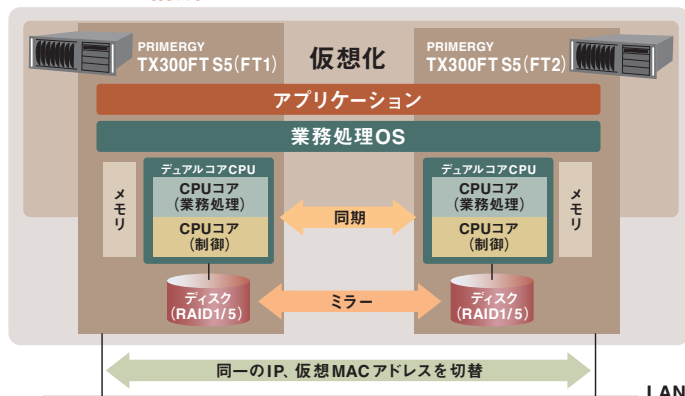 PRIMERGY
TX300FT S5(FT1)
仮想化
PRIMERGY
TX300FT S5(FT2)
アプリケーション
業務処理OS
メモリ
デュアルコアCPU
CPUコア
(業務処理)
CPUコア
(制御)
同期
デュアルコアCPU
CPUコア
(業務処理)
CPUコア
(制御)
メモリ
ディスク
(RAID1/5)
ミラー
ディスク
(RAID1/5)
同一のIP、仮想MACアドレスを切替
LAN